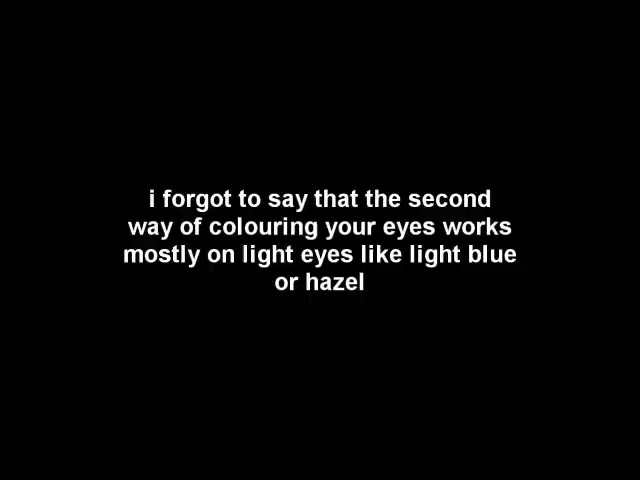 i forgot to say that the second
way of colouring your eyes works
mostly on light eyes like light blue
or hazel